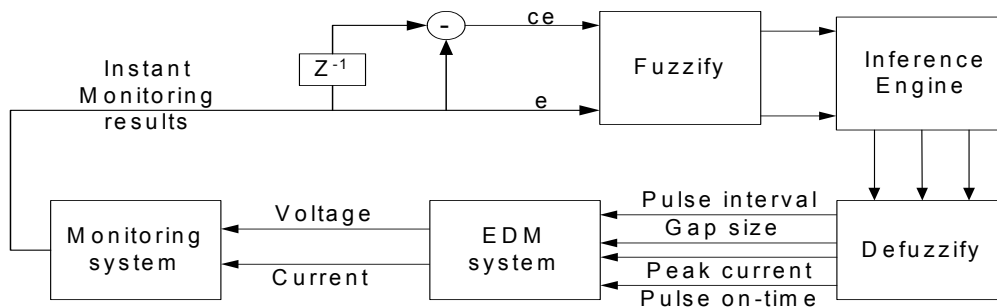 ce
-
Z-1
Fuzzify
Inference
Engine
Instant
Monitoring
results
e
Pulse interval
Voltage
Gap size
Monitoring
system
EDM
system
Defuzzify
Current
Peak current
Pulse on-time